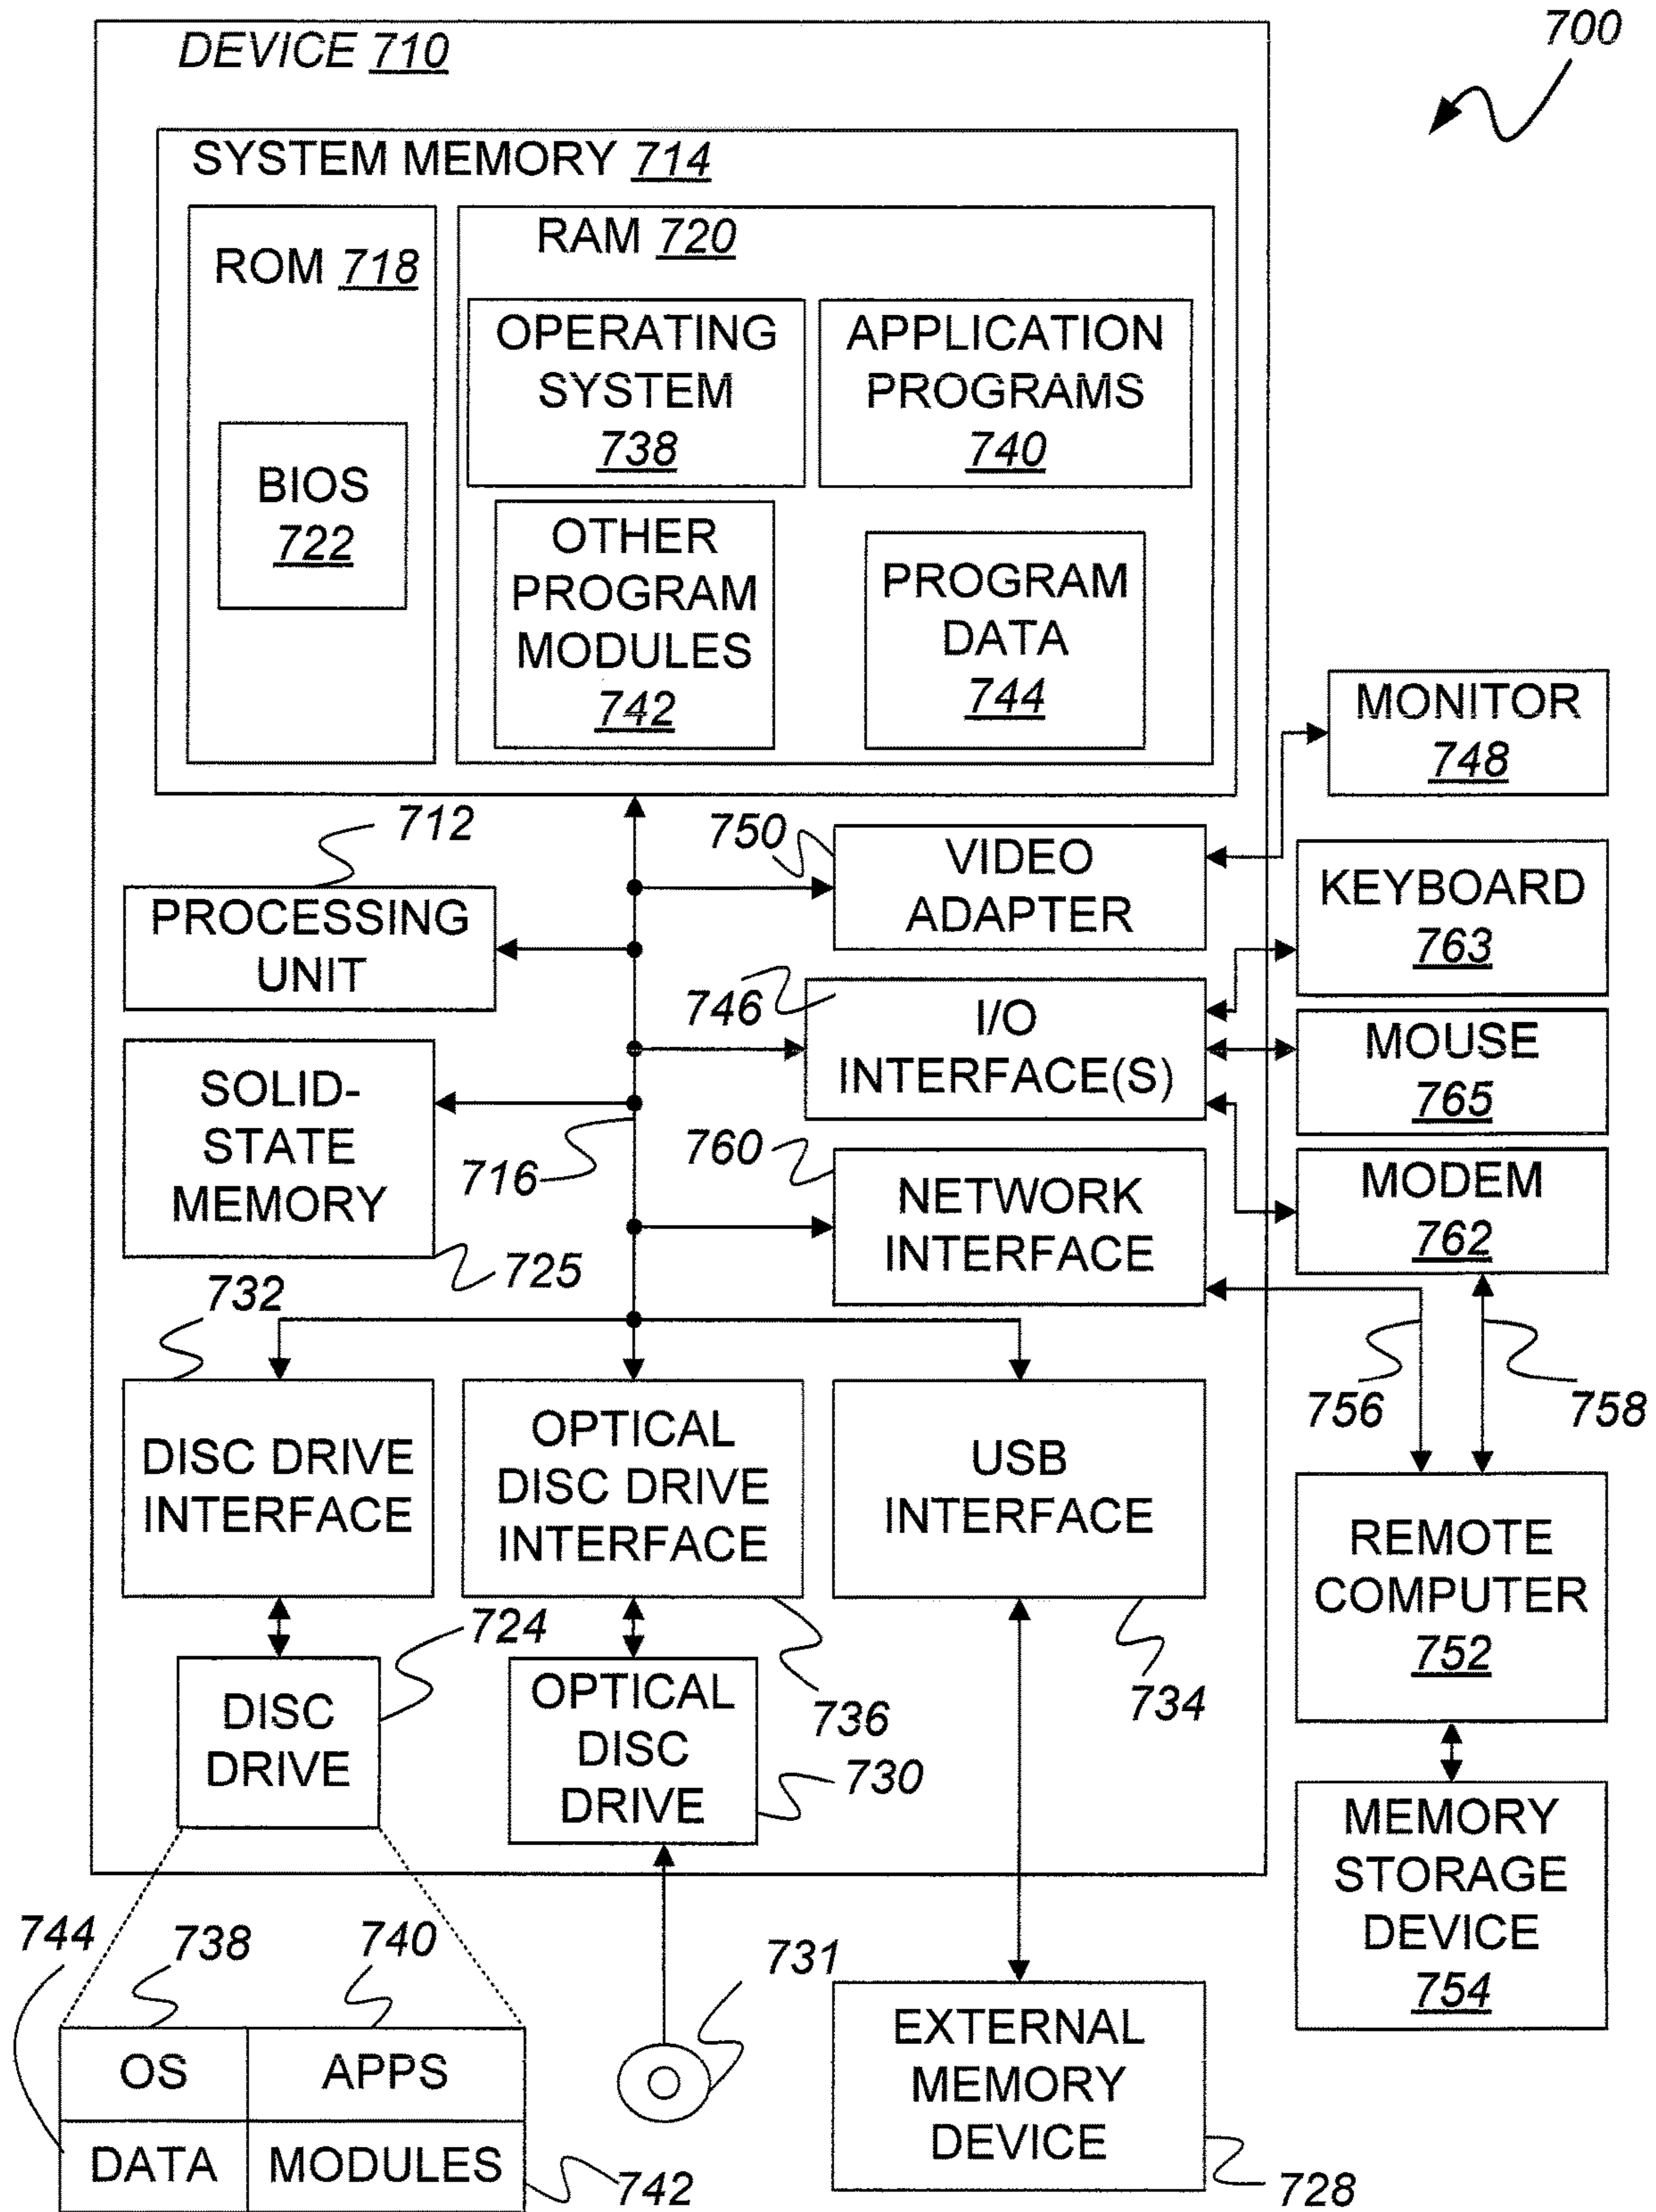 700
DEVICE 710
SYSTEM MEMORY 714
ROM 718
BIOS
722
RAM 720
OPERATING
SYSTEM
738
APPLICATION
PROGRAMS
740
OTHER
PROGRAM
MODULES
742
PROGRAM
DATA
744
MONITOR
748
712
PROCESSING
UNIT
750
VIDEO
ADAPTER
KEYBOARD
763
746
I/O
INTERFACE(S)
MOUSE
765
SOLID-
STATE
MEMORY
725
716
760
NETWORK
INTERFACE
MODEM
762
732
DISC DRIVE
INTERFACE
OPTICAL
DISC DRIVE
INTERFACE
USB
INTERFACE
756
758
REMOTE
COMPUTER
752
724
DISC
DRIVE
OPTICAL
DISC
DRIVE
736
730
734
MEMORY
STORAGE
DEVICE
754
744
738
740
OS
APPS
DATA
MODULES
742
731
EXTERNAL
MEMORY
DEVICE
728